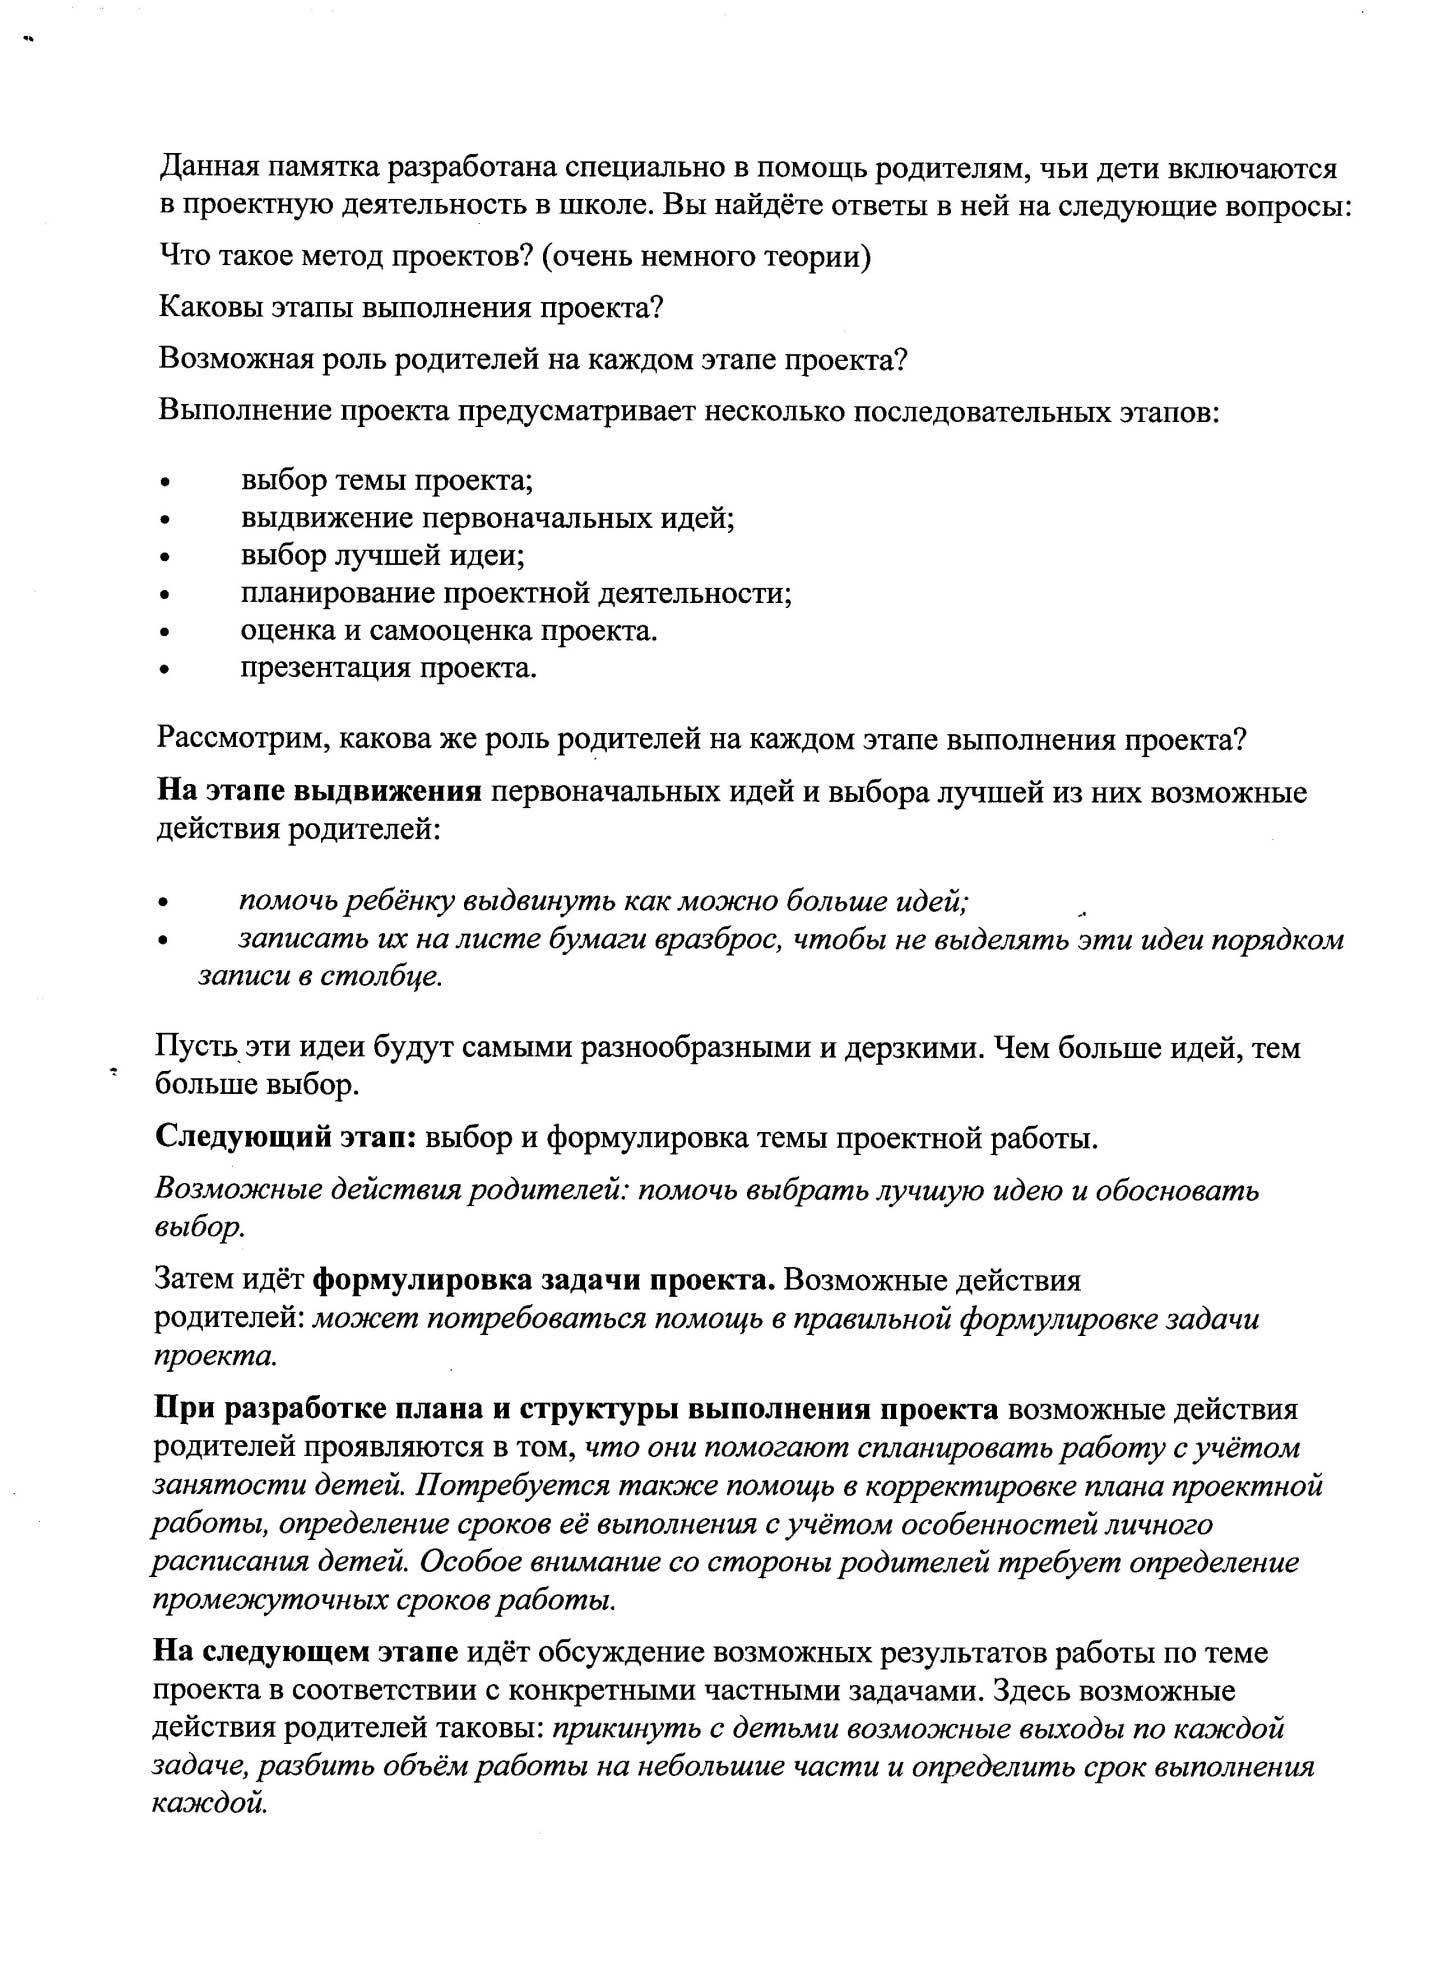 Данная памятка разработана специально в помощь родителям, чьи дети включаются
в проектную деятельность в школе. Вы найдёте ответы в ней на следующие вопросы:
Что такое метод проектов? (очень немного теории)
Каковы этапы выполнения проекта?
Возможная роль родителей на каждом этапе проекта?
Выполнение проекта предусматривает несколько последовательных этапов:
• выбор темы проекта;
• выдвижение первоначальных идей;
• выбор лучшей идеи;
• планирование проектной деятельности;
• оценка и самооценка проекта.
• презентация проекта.
Рассмотрим, какова же роль родителей на каждом этапе выполнения проекта?
На этапе выдвижения первоначальных идей и выбора лучшей из них возможные
действия родителей:
• помочь ребёнку выдвинуть как можно больше идей;
• записать их на листе бумаги вразброс, чтобы не выделять эти идеи порядком
записи в столбце.
Пусть эти идеи будут самыми разнообразными и дерзкими. Чем больше идей, тем
больше выбор.
Следующий этап: выбор и формулировка темы проектной работы.
Возможные действия родителей: помочь выбрать лучшую идею и обосновать
выбор.
Затем идёт формулировка задачи проекта. Возможные действия
родителей: может потребоваться помощь в правильной формулировке задачи
проекта.
При разработке плана и структуры выполнения проекта возможные действия
родителей проявляются в том, что они помогают спланировать работу с учётом
занятости детей. Потребуется также помощь в корректировке плана проектной
работы, определение сроков её выполнения с учётом особенностей личного
расписания детей. Особое внимание со стороны родителей требует определение
промежуточных сроков работы.
На следующем этапе идёт обсуждение возможных результатов работы по теме
проекта в соответствии с конкретными частными задачами. Здесь возможные
действия родителей таковы: прикинуть с детьми возможные выходы по каждой
задаче, разбить объём работы на небольшие части и определить срок выполнения
каждой.